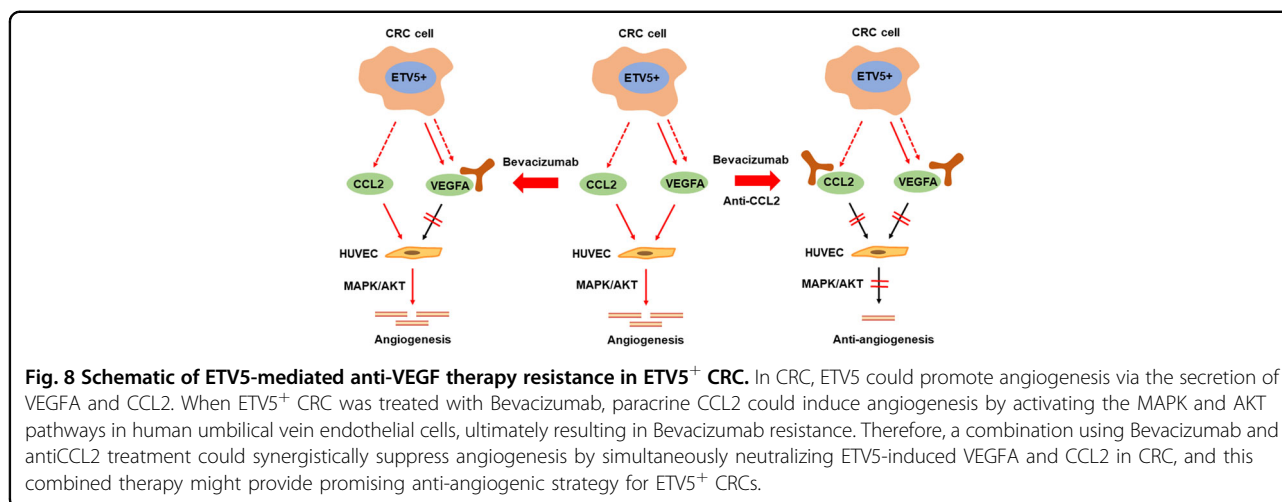 CRC cell CRC cell CRC cell
ETV5+ ETV5+ ETV5+
Bevacizumab Bevacizumab
CCL2 VEGFA CCL2 VEGFA CCL2 VEGFA
Anti-CCL2
HUVEC HUVEC HUVEC
MAPK/AKT MAPK/AKT MAPK/AKT
Angiogenesis Angiogenesis Anti-angiogenesis
Fig. 8 Schematic of ETV5-mediated anti-VEGF therapy resistance in ETV5+ CRC. In CRC, ETV5 could promote angiogenesis via the secretion of
VEGFA and CCL2. When ETV5+ CRC was treated with Bevacizumab, paracrine CCL2 could induce angiogenesis by activating the MAPK and AKT
pathways in human umbilical vein endothelial cells, ultimately resulting in Bevacizumab resistance. Therefore, a combination using Bevacizumab and
antiCCL2 treatment could synergistically suppress angiogenesis by simultaneously neutralizing ETV5-induced VEGFA and CCL2 in CRC, and this
combined therapy might provide promising anti-angiogenic strategy for ETV5+ CRCs.